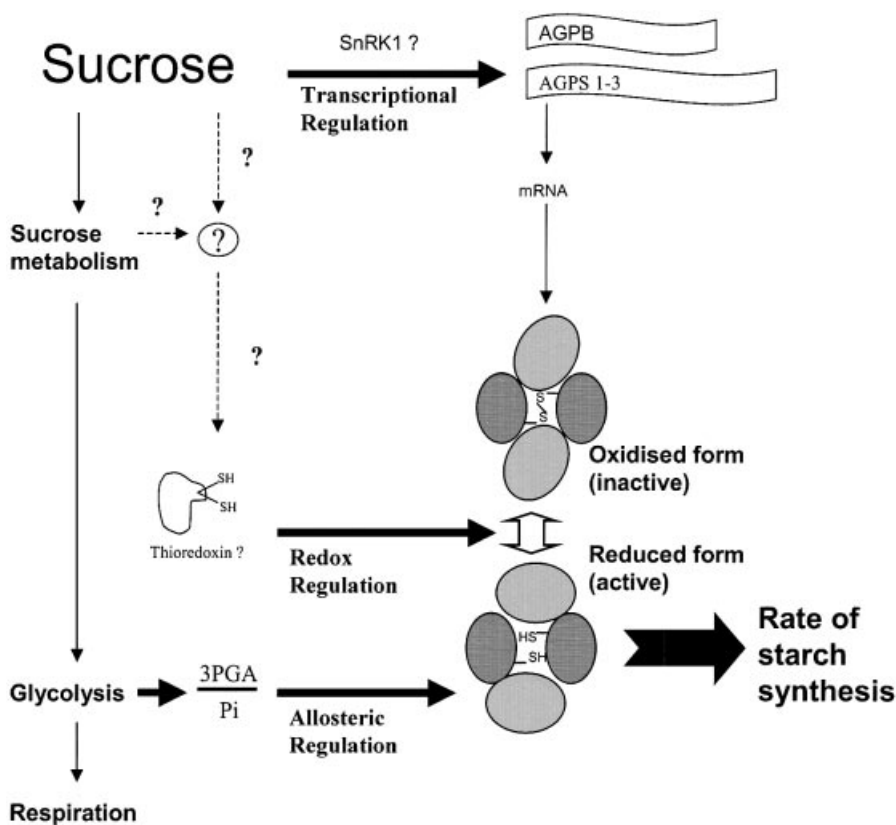 Sucrose
SnRK1 ?
Transcriptional
Regulation
AGPB
AGPS 1-3
mRNA
?
?
Sucrose
metabolism
?
?
S
S
Oxidised form
(inactive)
SH
SH
Thioredoxin ?
Redox
Regulation
Reduced form
(active)
HS
SH
Rate of
starch
synthesis
Glycolysis
3PGA
Pi
Allosteric
Regulation
Respiration